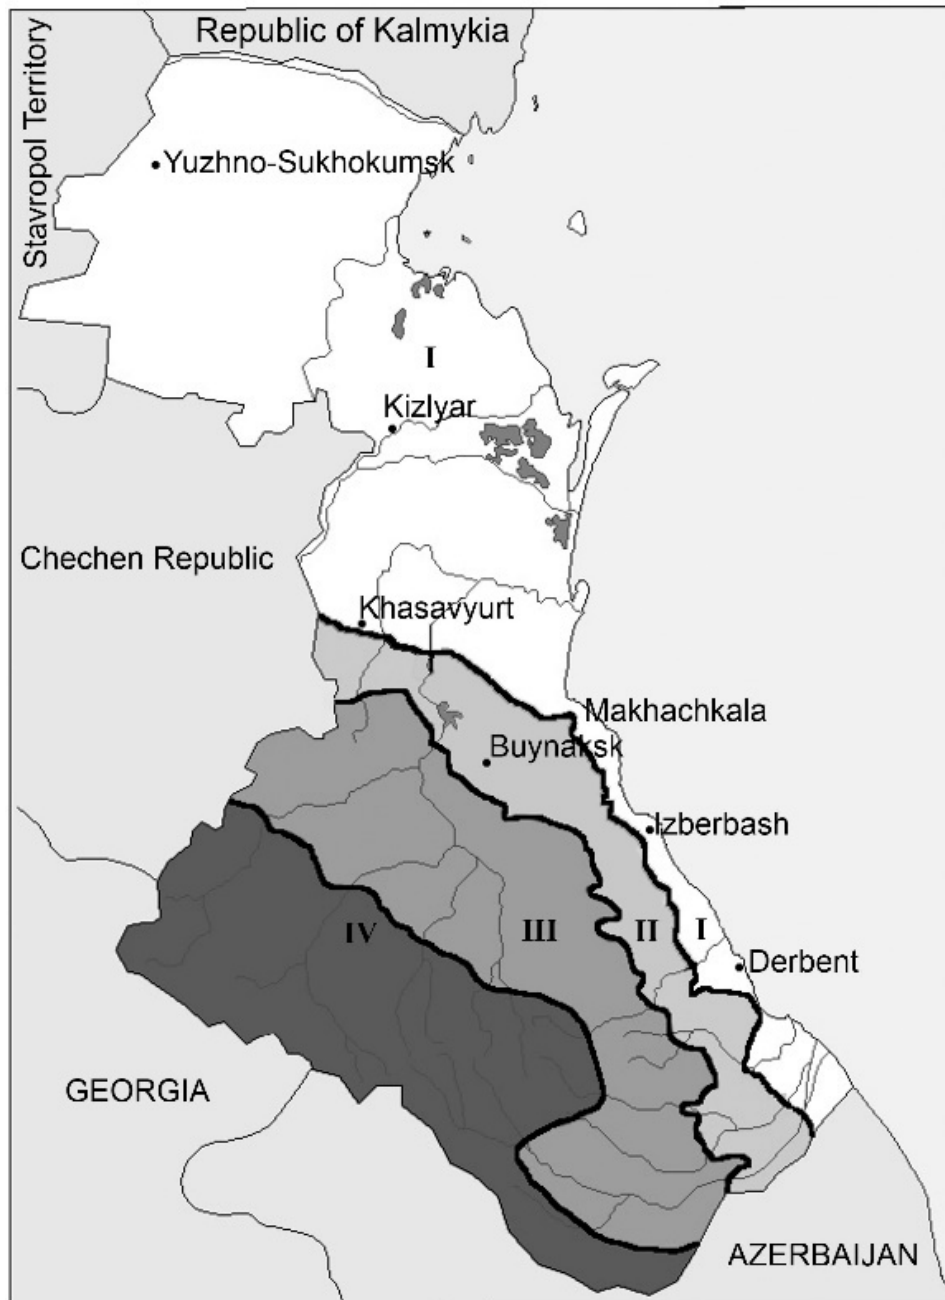 Republic of Kalmykia
Stavropol Territory
Yuzhno-Sukhokumsk
I
Kizlyar
Chechen Republic
Khasavyurt
Makhachkala
Buynaksk
Izberbash
IV
III
II
I
Derbent
GEORGIA
AZERBAIJAN